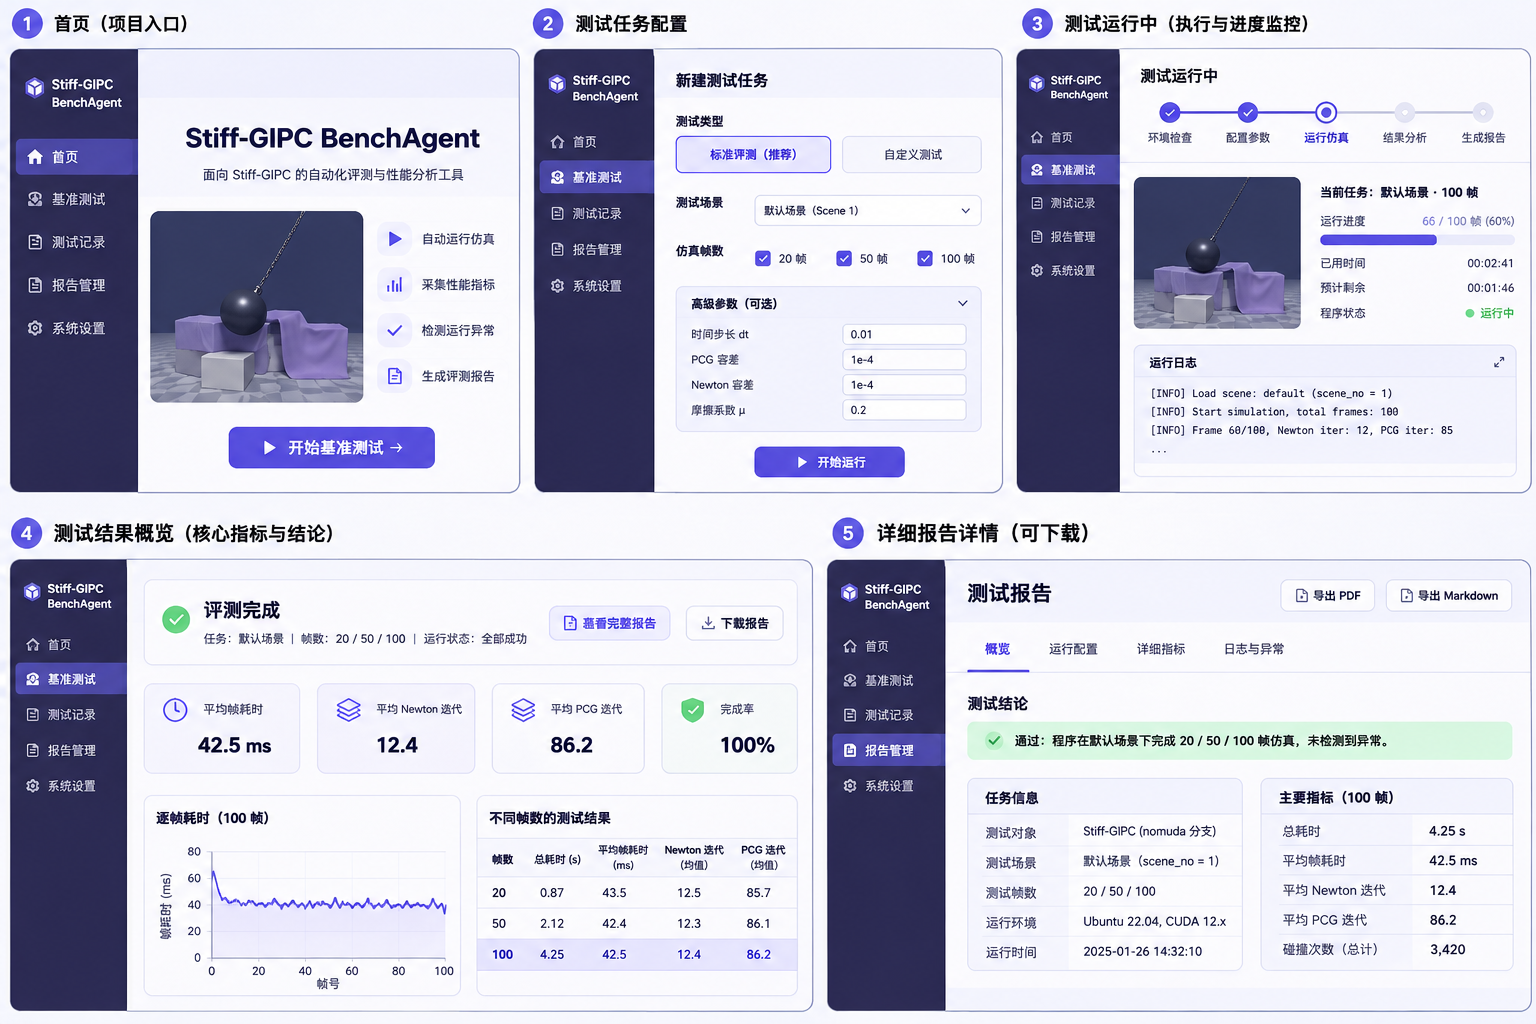 1 首页（项目入口）
Stiff-GIPC
BenchAgent
首页
基准测试
测试记录
报告管理
系统设置
Stiff-GIPC BenchAgent
面向 Stiff-GIPC 的自动化评测与性能分析工具
自动运行仿真
采集性能指标
检测运行异常
生成评测报告
开始基准测试 →
2 测试任务配置
Stiff-GIPC
BenchAgent
首页
基准测试
测试记录
报告管理
系统设置
新建测试任务
测试类型
标准评测（推荐）
自定义测试
测试场景
默认场景（Scene 1）
仿真帧数
20 帧
50 帧
100 帧
高级参数（可选）
时间步长 dt
0.01
PCG 容差
1e-4
Newton 容差
1e-4
摩擦系数 μ
0.2
开始运行
3 测试运行中（执行与进度监控）
Stiff-GIPC
BenchAgent
首页
基准测试
测试记录
报告管理
系统设置
测试运行中
环境检查
配置参数
运行仿真
结果分析
生成报告
当前任务：默认场景 · 100 帧
运行进度
66 / 100 帧 (60%)
已用时间
00:02:41
预计剩余
00:01:46
程序状态
运行中
运行日志
[INFO] Load scene: default (scene_no = 1)
[INFO] Start simulation, total frames: 100
[INFO] Frame 60/100, Newton iter: 12, PCG iter: 85
...
4 测试结果概览（核心指标与结论）
Stiff-GIPC
BenchAgent
首页
基准测试
测试记录
报告管理
系统设置
评测完成
任务：默认场景 | 帧数：20 / 50 / 100 | 运行状态：全部成功
看完整报告
下载报告
平均帧耗时
42.5 ms
平均 Newton 迭代
12.4
平均 PCG 迭代
86.2
完成率
100%
逐帧耗时（100 帧）
帧耗时 (ms)
80
60
40
20
0
0 20 40 60 80 100
帧号
不同帧数的测试结果
帧数 总耗时 (s) 平均帧耗时 (ms) Newton 迭代 (均值) PCG 迭代 (均值)
20 0.87 43.5 12.5 85.7
50 2.12 42.4 12.3 86.1
100 4.25 42.5 12.4 86.2
5 详细报告详情（可下载）
Stiff-GIPC
BenchAgent
首页
基准测试
测试记录
报告管理
系统设置
测试报告
导出 PDF
导出 Markdown
概览
运行配置
详细指标
日志与异常
测试结论
通过：程序在默认场景下完成 20 / 50 / 100 帧仿真，未检测到异常。
任务信息
测试对象 Stiff-GIPC (nomuda 分支)
测试场景 默认场景（scene_no = 1）
测试帧数 20 / 50 / 100
运行环境 Ubuntu 22.04, CUDA 12.x
运行时间 2025-01-26 14:32:10
主要指标（100 帧）
总耗时 4.25 s
平均帧耗时 42.5 ms
平均 Newton 迭代 12.4
平均 PCG 迭代 86.2
碰撞次数（总计） 3,420